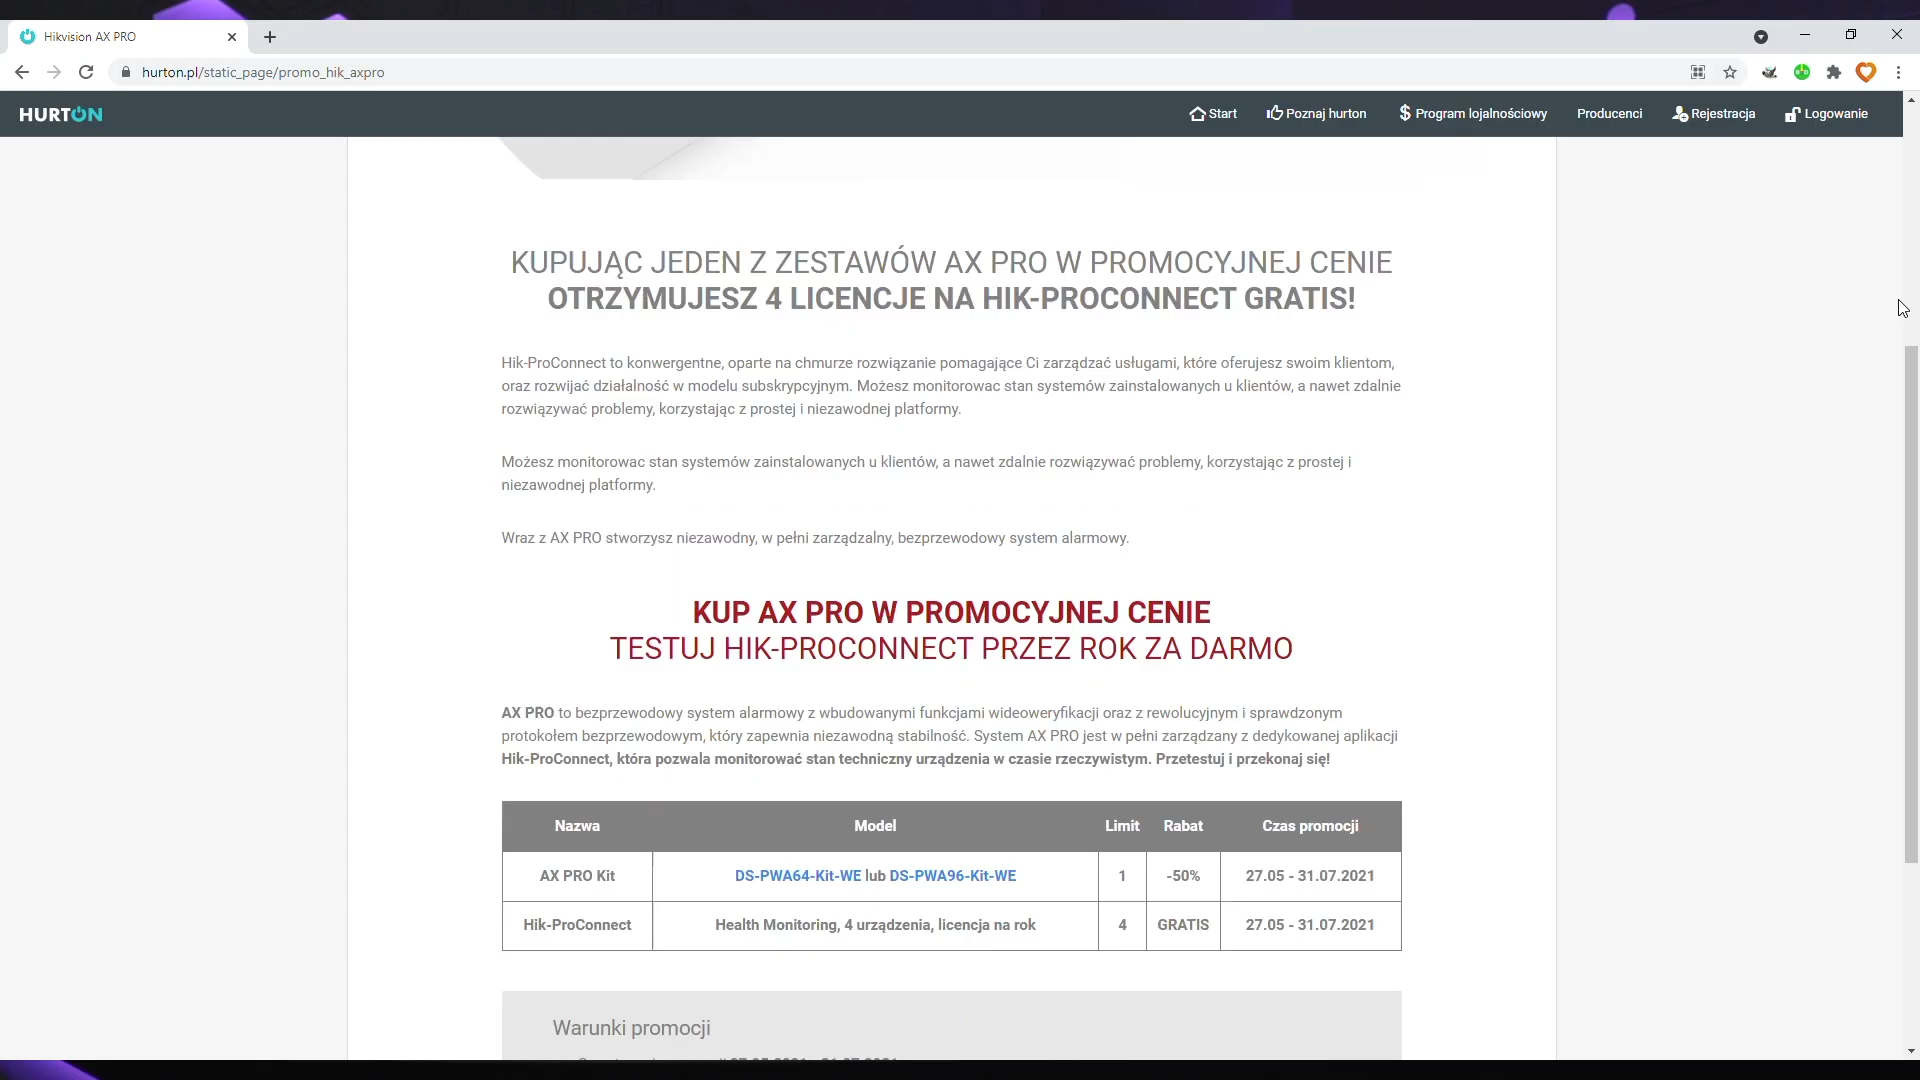 Hikvision AX PRO
hurton.pl/static_page/promo_hik_axpro
HURTON
Start
Poznaj hurton
Program lojalnościowy
Producenci
Rejestracja
Logowanie
KUPUJĄC JEDEN Z ZESTAWÓW AX PRO W PROMOCYJNEJ CENIE
OTRZYMUJESZ 4 LICENCJE NA HIK-PROCONNECT GRATIS!
Hik-ProConnect to konwergentne, oparte na chmurze rozwiązanie pomagające Ci zarządzać usługami, które oferujesz swoim klientom,
oraz rozwijać działalność w modelu subskrypcyjnym. Możesz monitorowac stan systemów zainstalowanych u klientów, a nawet zdalnie
rozwiązywać problemy, korzystając z prostej i niezawodnej platformy.
Możesz monitorowac stan systemów zainstalowanych u klientów, a nawet zdalnie rozwiązywać problemy, korzystając z prostej i
niezawodnej platformy.
Wraz z AX PRO stworzysz niezawodny, w pełni zarządzalny, bezprzewodowy system alarmowy.
KUP AX PRO W PROMOCYJNEJ CENIE
TESTUJ HIK-PROCONNECT PRZEZ ROK ZA DARMO
AX PRO to bezprzewodowy system alarmowy z wbudowanymi funkcjami wideoweryfikacji oraz z rewolucyjnym i sprawdzonym
protokołem bezprzewodowym, który zapewnia niezawodną stabilność. System AX PRO jest w pełni zarządzany z dedykowanej aplikacji
Hik-ProConnect, która pozwala monitorować stan techniczny urządzenia w czasie rzeczywistym. Przetestuj i przekonaj się!
Nazwa Model Limit Rabat Czas promocji
AX PRO Kit DS-PWA64-Kit-WE lub DS-PWA96-Kit-WE 1 -50% 27.05 - 31.07.2021
Hik-ProConnect Health Monitoring, 4 urządzenia, licencja na rok 4 GRATIS 27.05 - 31.07.2021
Warunki promocji